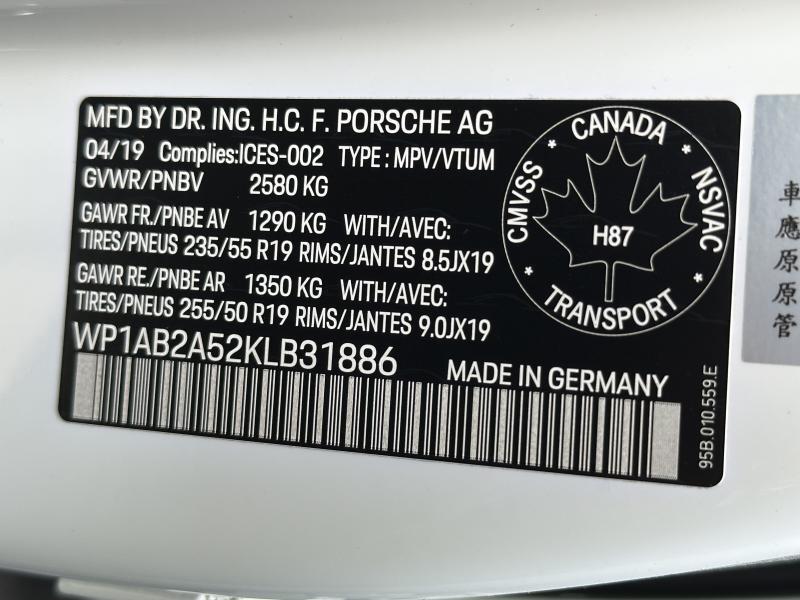 MFD BY DR. ING. H.C. F. PORSCHE AG
04/19 Complies:ICES-002 TYPE : MPV/VTUM
GVWR/PNBV 2580 KG
GAWR FR./PNBE AV 1290 KG WITH/AVEC:
TIRES/PNEUS 235/55 R19 RIMS/JANTES 8.5JX19
GAWR RE./PNBE AR 1350 KG WITH/AVEC:
TIRES/PNEUS 255/50 R19 RIMS/JANTES 9.0JX19
WP1AB2A52KLB31886
MADE IN GERMANY
CMVSS * CANADA * NSVAC * TRANSPORT *
H87
95B.010.559.E
車
應
原
原
管